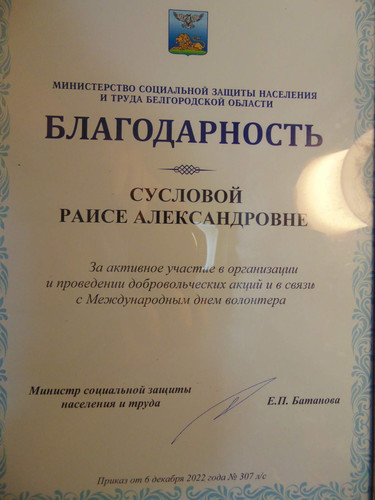 МИНИСТЕРСТВО СОЦИАЛЬНОЙ ЗАЩИТЫ НАСЕЛЕНИЯ
И ТРУДА БЕЛГОРОДСКОЙ ОБЛАСТИ
БЛАГОДАРНОСТЬ
СУСЛОВОЙ
РАИСЕ АЛЕКСАНДРОВНЕ
За активное участие в организации
и проведении добровольческих акций и в связи
с Международным днем волонтера
Министр социальной защиты
населения и труда
Е.П. Батанова
Приказ от 6 декабря 2022 года № 307 л/с